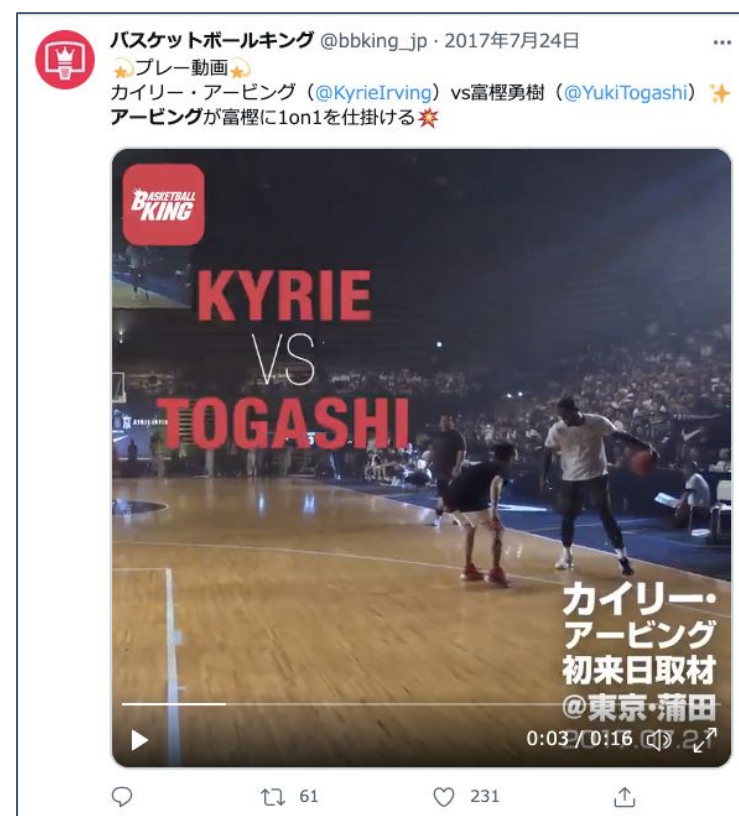 バスケットボールキング @bbking_jp · 2017年7月24日
💫プレー動画💫
カイリー・アービング（@KyrieIrving）vs富樫勇樹（@YukiTogashi）✨
アービングが富樫に1on1を仕掛ける💥
BASKETBALL
KING
KYRIE
VS
TOGASHI
カイリー・
アービング
初来日取材
@東京・蒲田
0:03 / 0:16
61
231